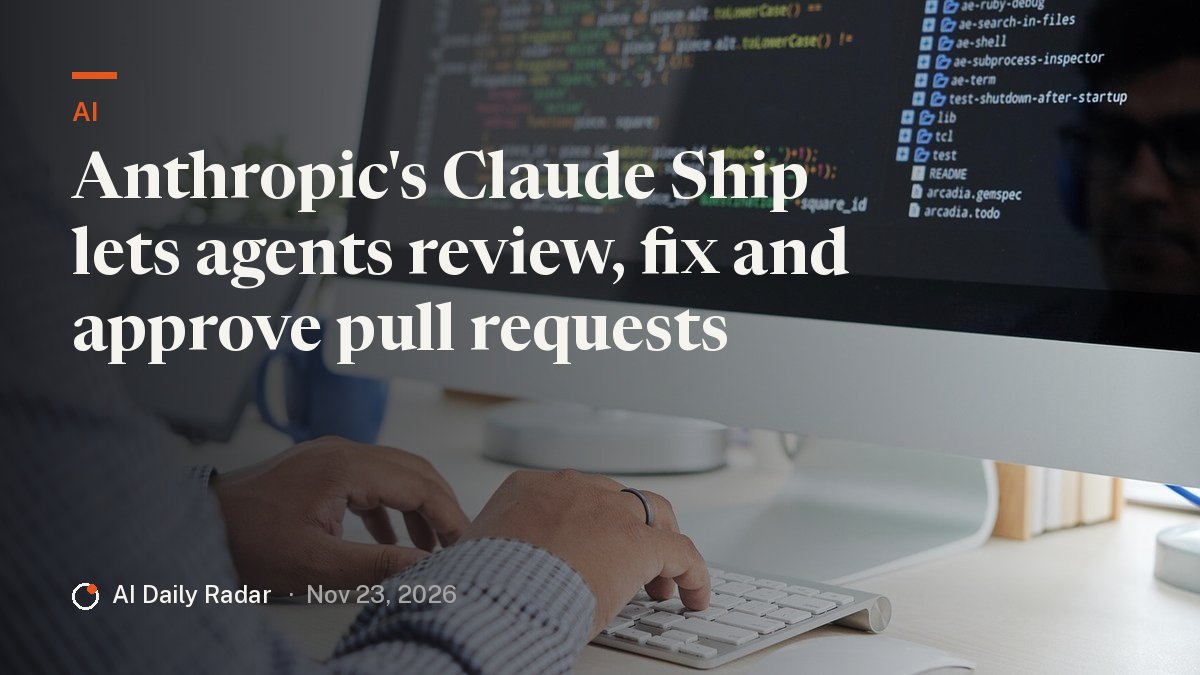 AI
Anthropic's Claude Ship
lets agents review, fix and
approve pull requests
AI Daily Radar · Nov 23, 2026
ae-ruby-debug
ae-search-in-files
ae-shell
ae-subprocess-inspector
ae-term
test-shutdown-after-startup
lib
tcl
test
README
arcadia.gemspec
arcadia.todo
*square_id